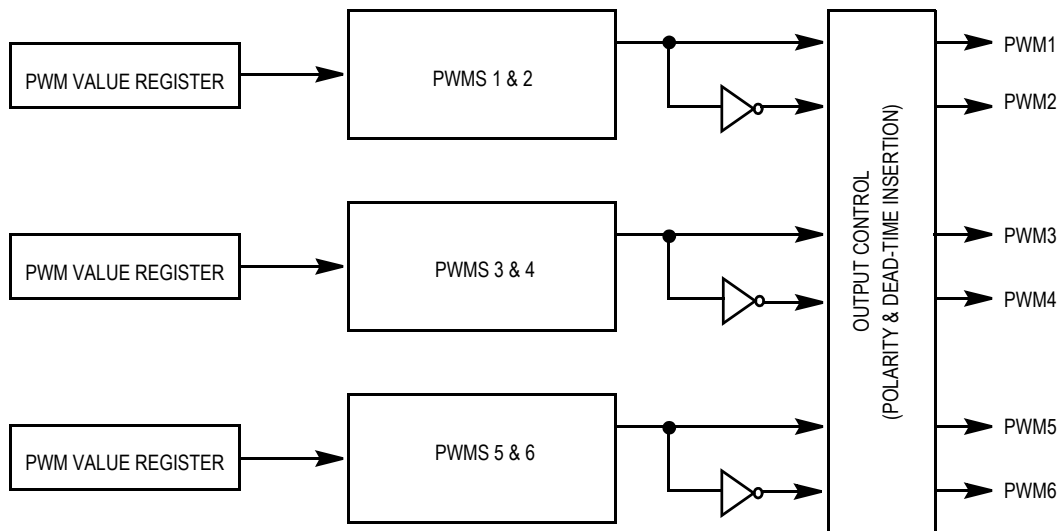 PWM VALUE REGISTER
PWMS 1 & 2
PWM1
PWM2
PWM VALUE REGISTER
PWMS 3 & 4
OUTPUT CONTROL
(POLARITY & DEAD-TIME INSERTION)
PWM3
PWM4
PWM VALUE REGISTER
PWMS 5 & 6
PWM5
PWM6